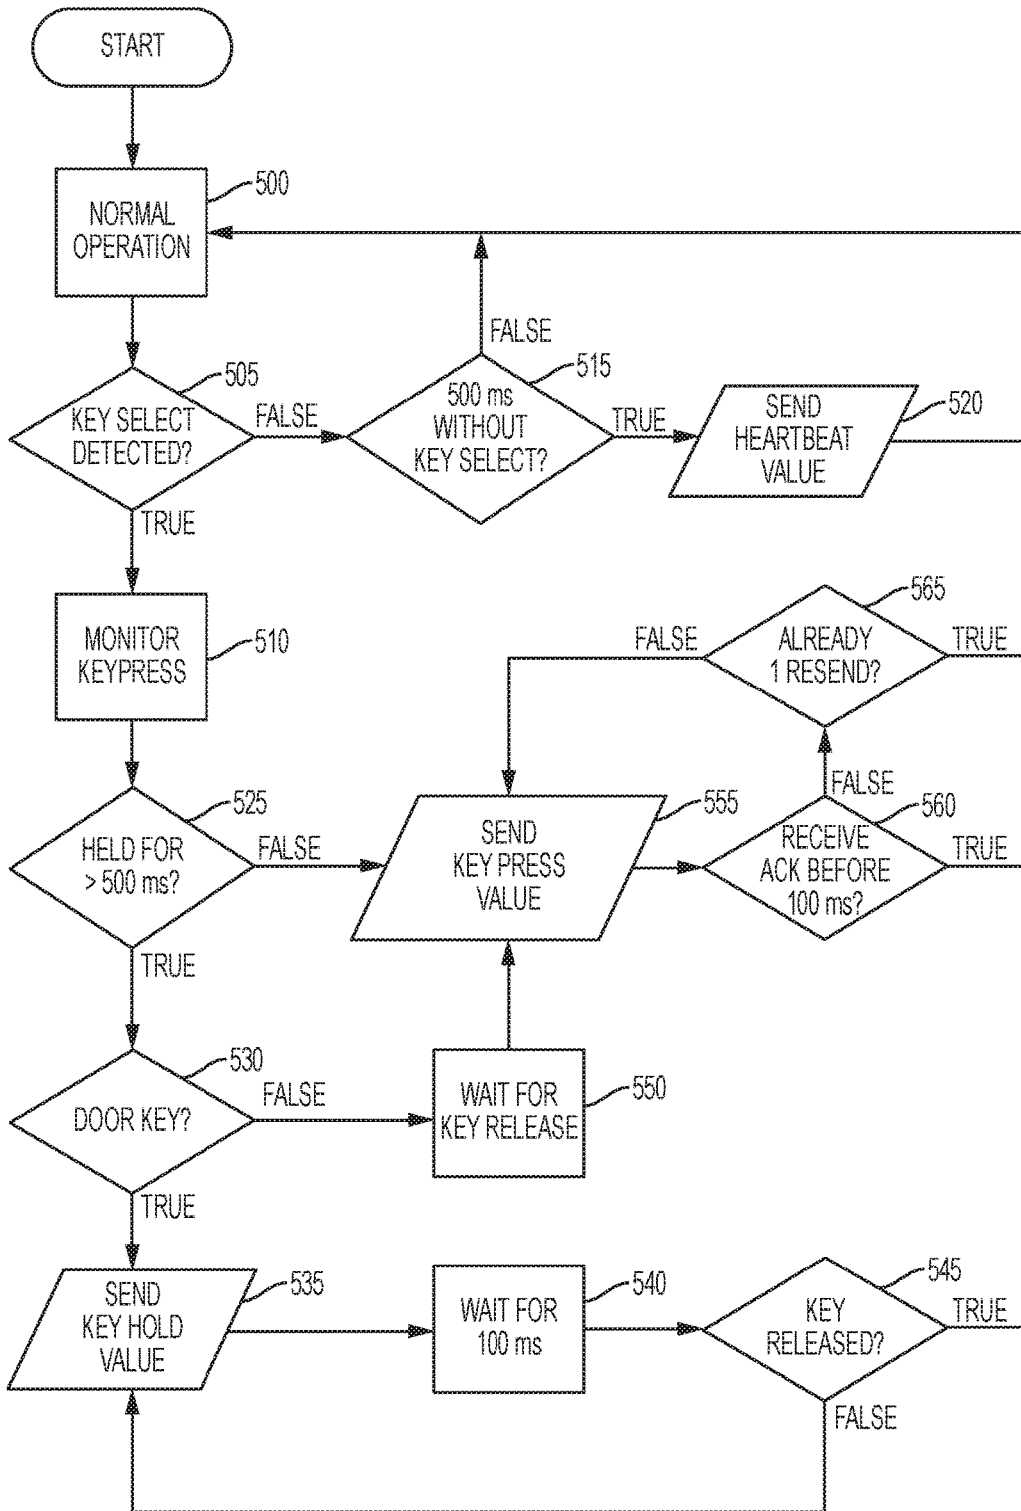 START
500
NORMAL
OPERATION
FALSE
505
KEY SELECT
DETECTED?
FALSE
515
500 ms
WITHOUT
KEY SELECT?
TRUE
520
SEND
HEARTBEAT
VALUE
TRUE
510
MONITOR
KEYPRESS
565
FALSE
ALREADY
1 RESEND?
TRUE
FALSE
525
HELD FOR
> 500 ms?
FALSE
555
SEND
KEY PRESS
VALUE
560
RECEIVE
ACK BEFORE
100 ms?
TRUE
TRUE
530
DOOR KEY?
FALSE
550
WAIT FOR
KEY RELEASE
TRUE
535
SEND
KEY HOLD
VALUE
540
WAIT FOR
100 ms
545
KEY
RELEASED?
TRUE
FALSE